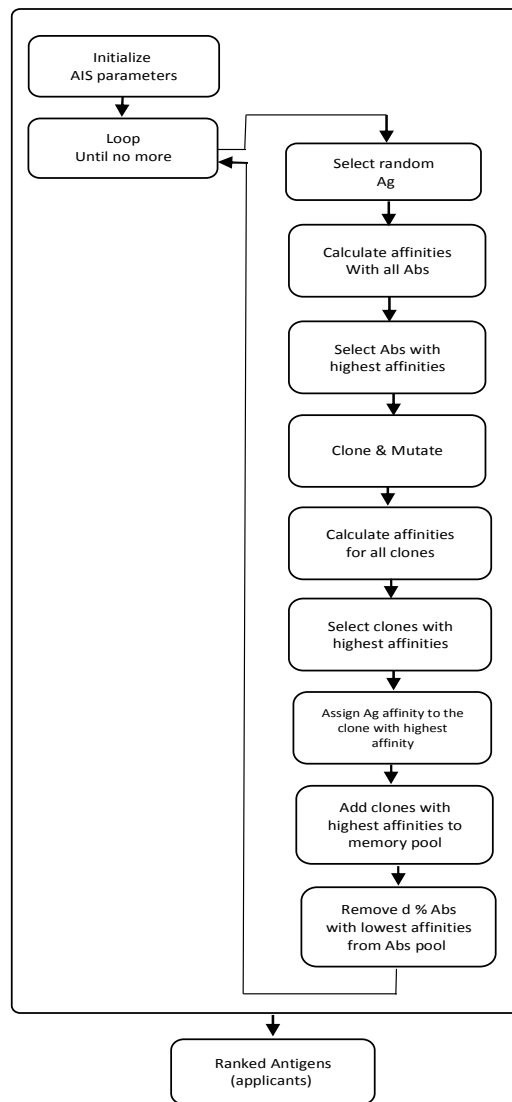 Initialize
AIS parameters
Loop
Until no more
Select random
Ag
Calculate affinities
With all Abs
Select Abs with
highest affinities
Clone & Mutate
Calculate affinities
for all clones
Select clones with
highest affinities
Assign Ag affinity to the
clone with highest
affinity
Add clones with
highest affinities to
memory pool
Remove d % Abs
with lowest affinities
from Abs pool
Ranked Antigens
(applicants)